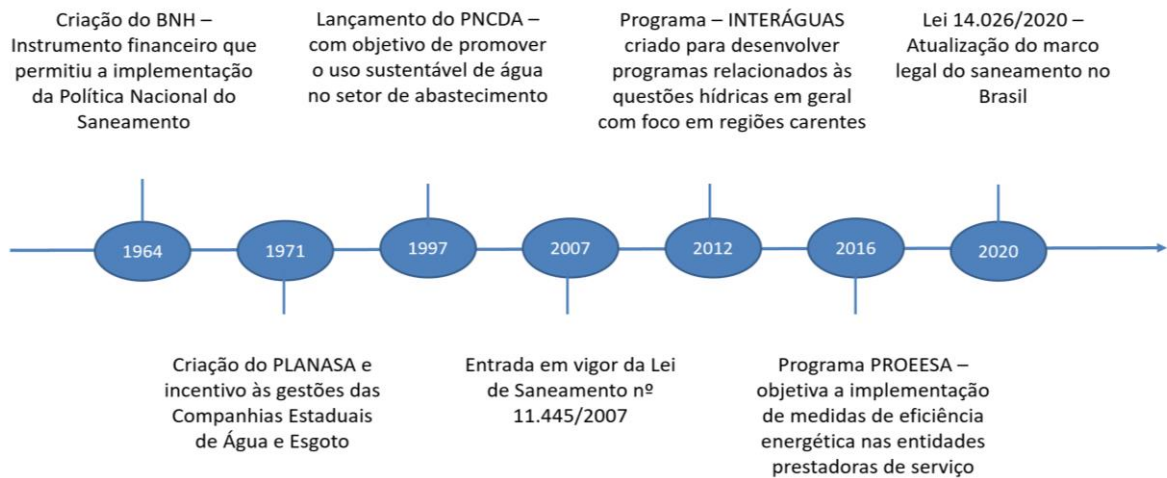 Criação do BNH –
Instrumento financeiro que
permitiu a implementação
da Política Nacional do
Saneamento
Lançamento do PNCDA –
com objetivo de promover
o uso sustentável de água
no setor de abastecimento
Programa – INTERÁGUAS
criado para desenvolver
programas relacionados às
questões hídricas em geral
com foco em regiões carentes
Lei 14.026/2020 –
Atualização do marco
legal do saneamento no
Brasil
1964
1971
1997
2007
2012
2016
2020
Criação do PLANASA e
incentivo às gestões das
Companhias Estaduais
de Água e Esgoto
Entrada em vigor da Lei
de Saneamento nº
11.445/2007
Programa PROEESA –
objetiva a implementação
de medidas de eficiência
energética nas entidades
prestadoras de serviço